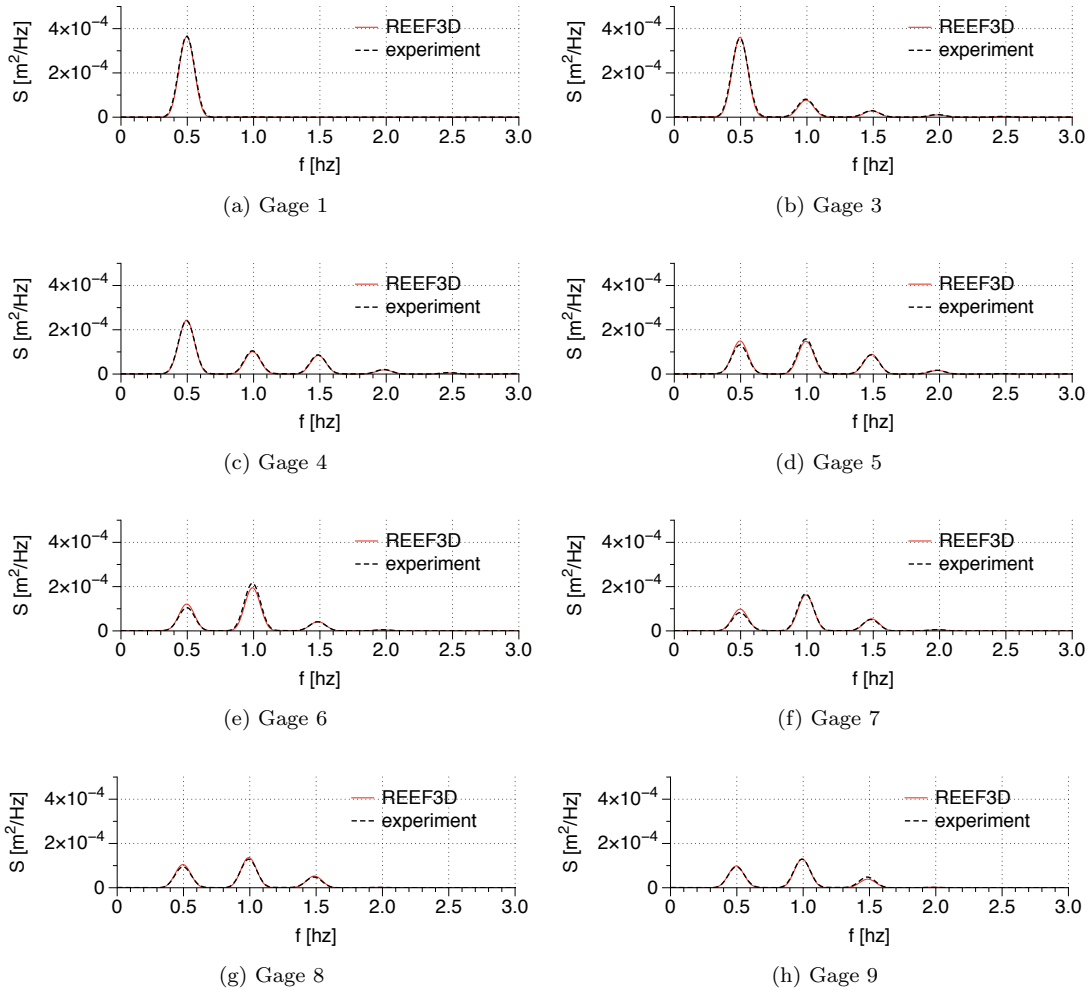 REEF3D
experiment
S [m²/Hz]
4×10⁻⁴
2×10⁻⁴
0
0 0.5 1.0 1.5 2.0 2.5 3.0
f [hz]
(a) Gage 1
REEF3D
experiment
S [m²/Hz]
4×10⁻⁴
2×10⁻⁴
0
0 0.5 1.0 1.5 2.0 2.5 3.0
f [hz]
(b) Gage 3
REEF3D
experiment
S [m²/Hz]
4×10⁻⁴
2×10⁻⁴
0
0 0.5 1.0 1.5 2.0 2.5 3.0
f [hz]
(c) Gage 4
REEF3D
experiment
S [m²/Hz]
4×10⁻⁴
2×10⁻⁴
0
0 0.5 1.0 1.5 2.0 2.5 3.0
f [hz]
(d) Gage 5
REEF3D
experiment
S [m²/Hz]
4×10⁻⁴
2×10⁻⁴
0
0 0.5 1.0 1.5 2.0 2.5 3.0
f [hz]
(e) Gage 6
REEF3D
experiment
S [m²/Hz]
4×10⁻⁴
2×10⁻⁴
0
0 0.5 1.0 1.5 2.0 2.5 3.0
f [hz]
(f) Gage 7
REEF3D
experiment
S [m²/Hz]
4×10⁻⁴
2×10⁻⁴
0
0 0.5 1.0 1.5 2.0 2.5 3.0
f [hz]
(g) Gage 8
REEF3D
experiment
S [m²/Hz]
4×10⁻⁴
2×10⁻⁴
0
0 0.5 1.0 1.5 2.0 2.5 3.0
f [hz]
(h) Gage 9